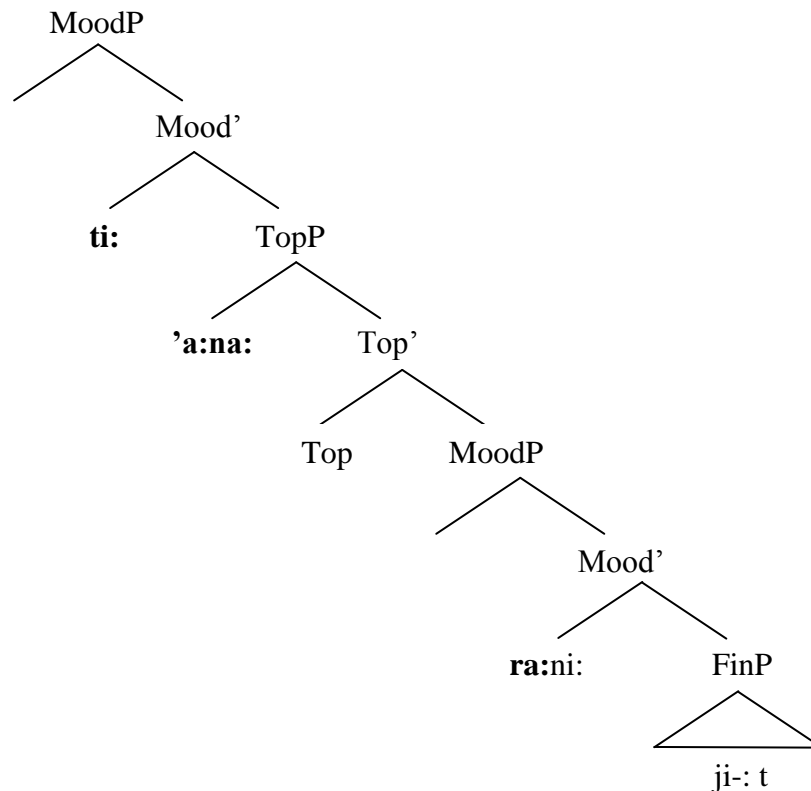 MoodP
Mood’
ti: TopP
’a:na: Top’
Top MoodP
Mood’
ra:ni: FinP
ji-: t